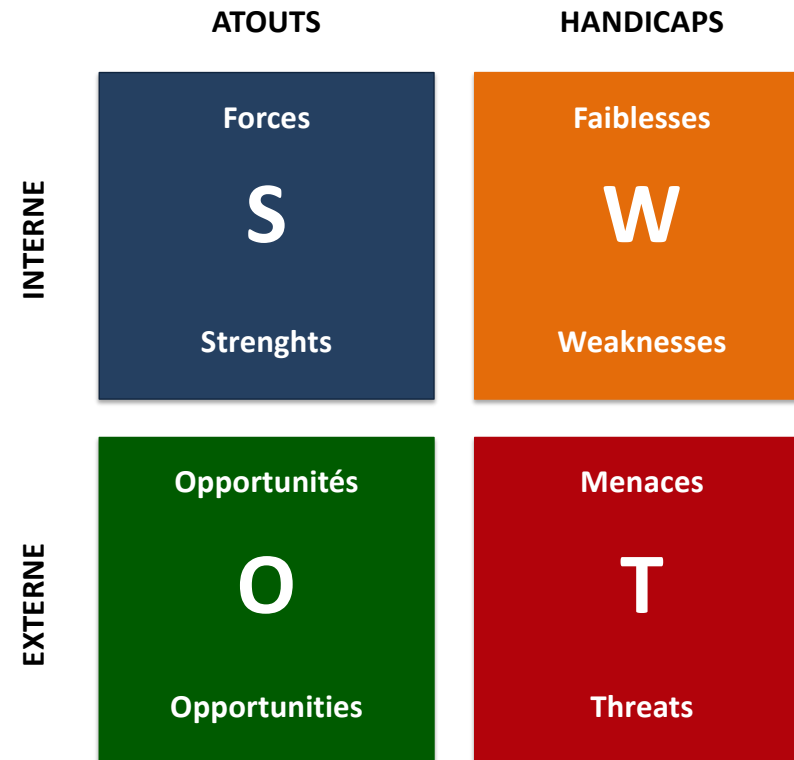 ATOUTS
HANDICAPS
INTERNE
Forces
S
Strenghts
Faiblesses
W
Weaknesses
EXTERNE
Opportunités
O
Opportunities
Menaces
T
Threats